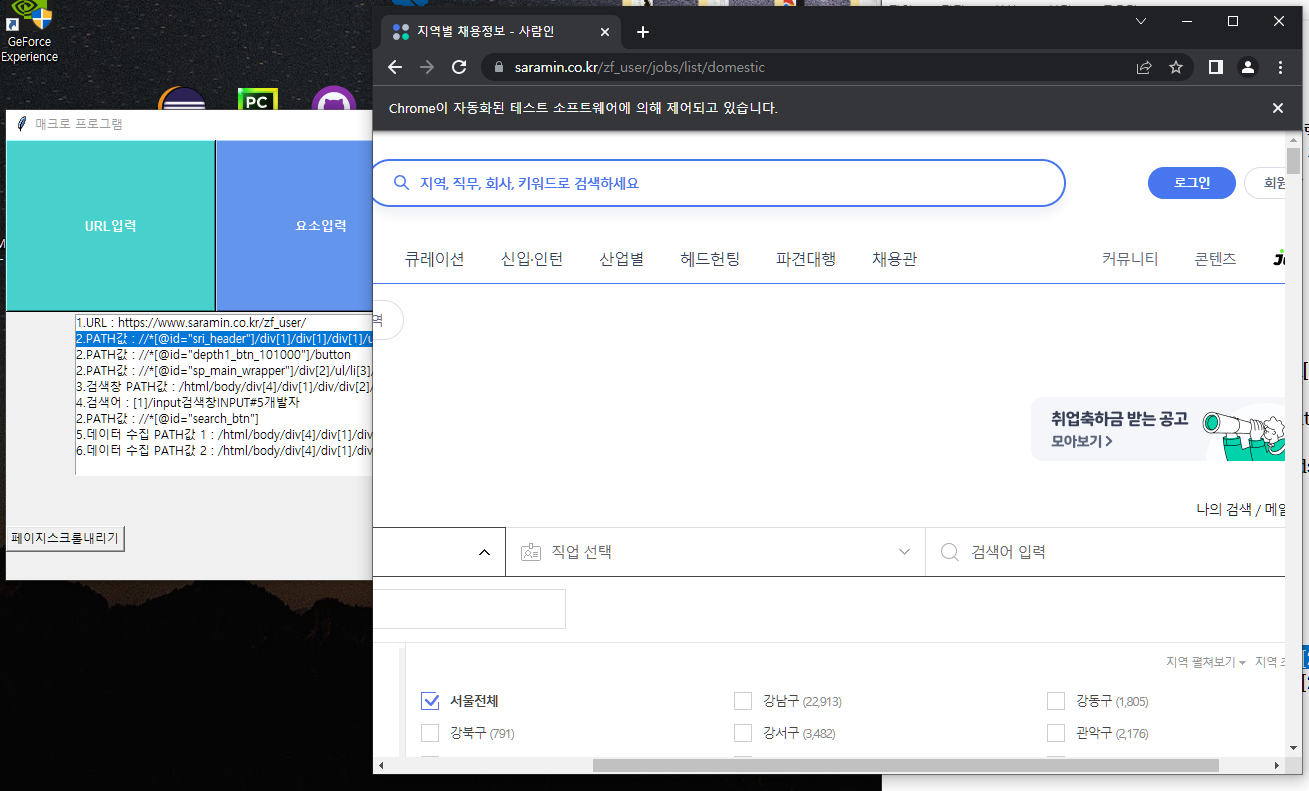 GeForce
Experience
PC
매크로 프로그램
URL입력
요소입력
1.URL : https://www.saramin.co.kr/zf_user/
2.PATH값 : //*[@id="sri_header"]/div[1]/div[1]/div[1]/u
2.PATH값 : //*[@id="depth1_btn_101000"]/button
2.PATH값 : //*[@id="sp_main_wrapper"]/div[2]/ul/li[3]/
3.검색창 PATH값 : /html/body/div[4]/div[1]/div/div[2]/
4.검색어 : [1]/input검색창INPUT#5개발자
2.PATH값 : //*[@id="search_btn"]
5.데이터 수집 PATH값 1 : /html/body/div[4]/div[1]/div
6.데이터 수집 PATH값 2 : /html/body/div[4]/div[1]/div
페이지스크롤내리기
지역별 채용정보 - 사람인
saramin.co.kr/zf_user/jobs/list/domestic
Chrome이 자동화된 테스트 소프트웨어에 의해 제어되고 있습니다.
지역, 직무, 회사, 키워드로 검색하세요
로그인
회원
큐레이션 신입·인턴 산업별 헤드헌팅 파견대행 채용관 커뮤니티 콘텐츠
역
취업축하금 받는 공고
모아보기
나의 검색 / 메일
직업 선택
검색어 입력
지역 펼쳐보기 지역 초
서울전체 강남구 (22,913) 강동구 (1,805)
강북구 (791) 강서구 (3,482) 관악구 (2,176)